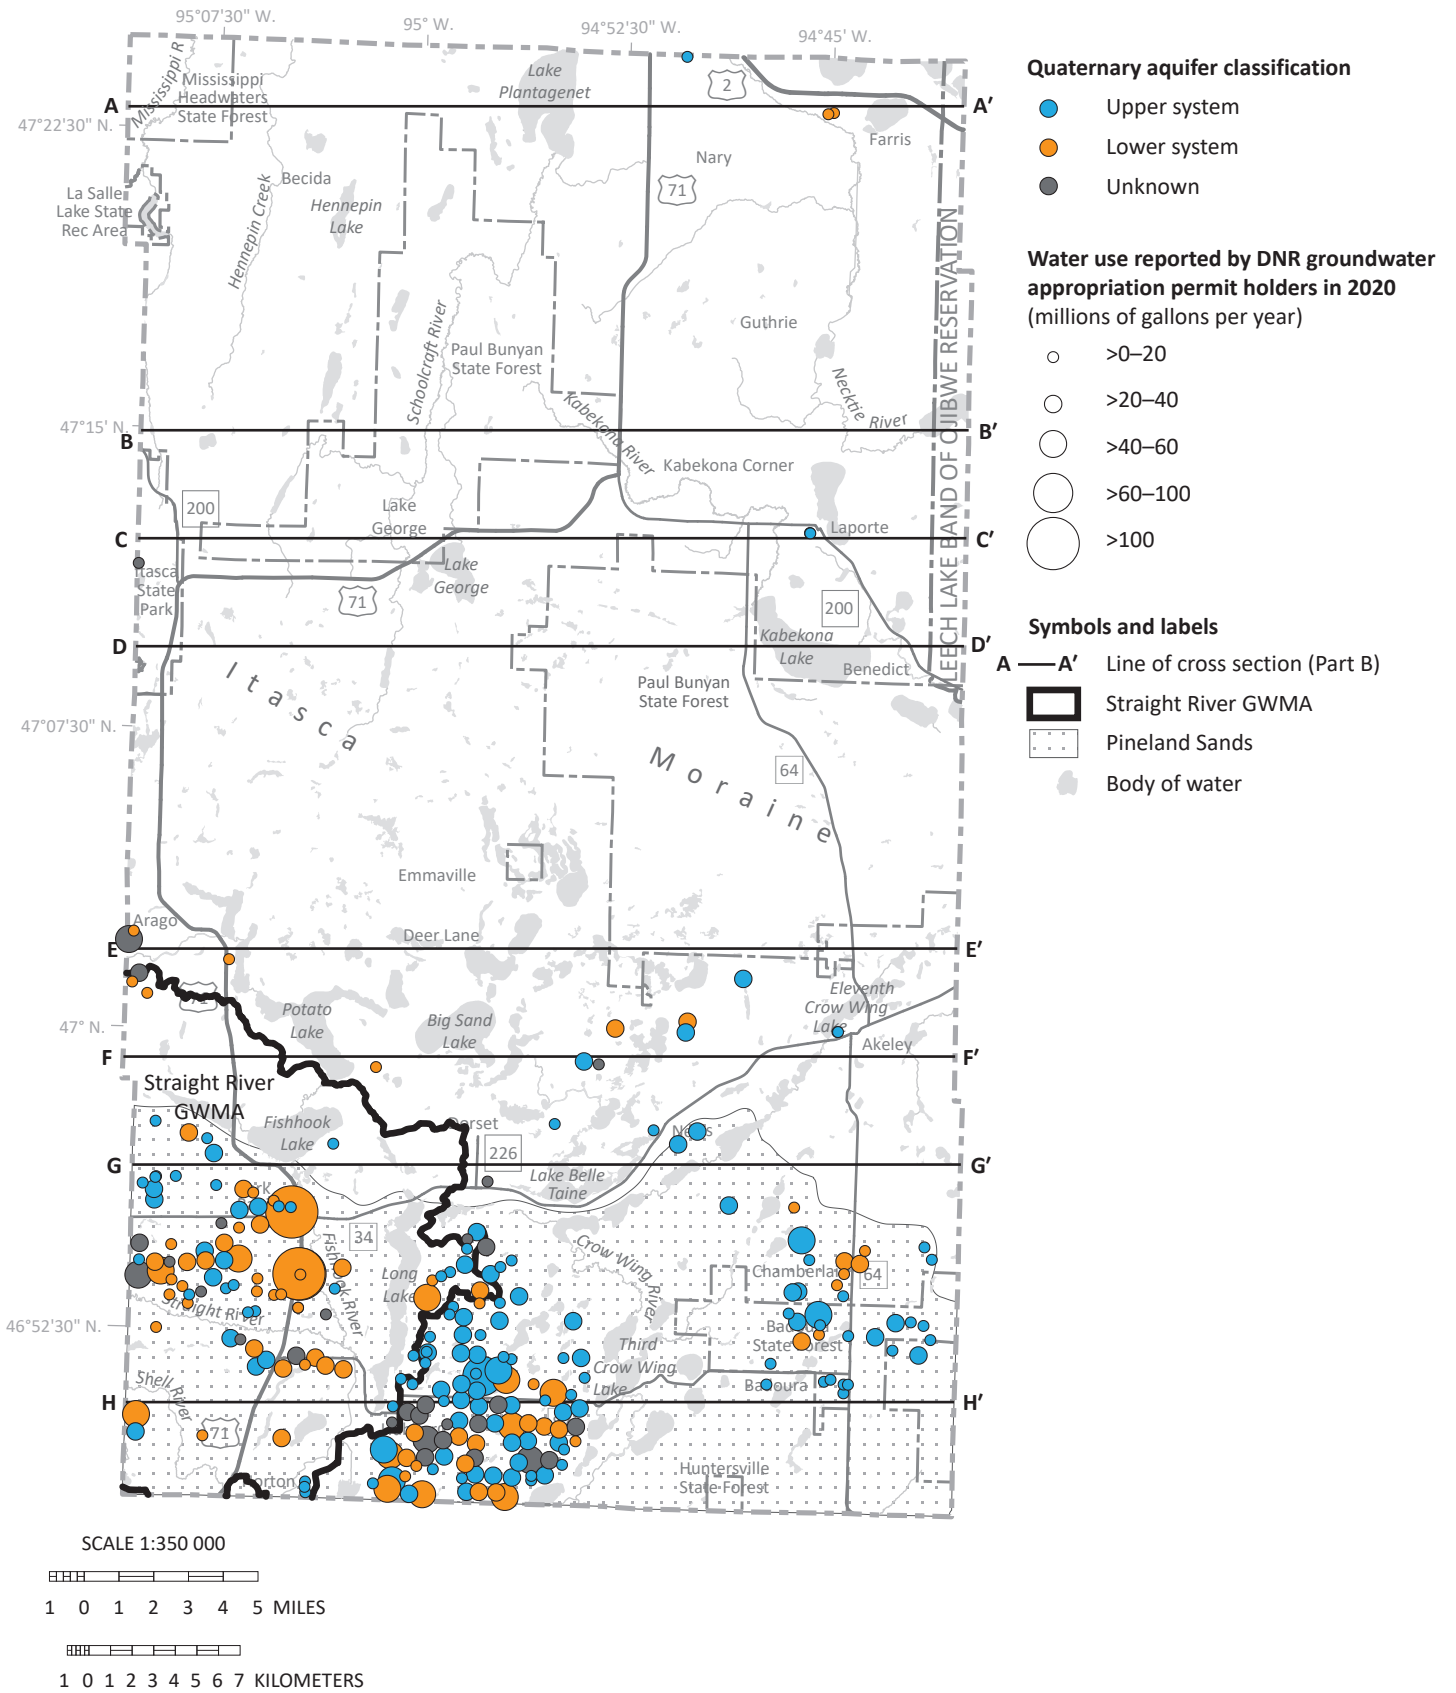 95°07'30" W.
95° W.
94°52'30" W.
94°45' W.
Mississippi R
Mississippi
Headwaters
State Forest
Lake
Plantagenet
2
A
A′
47°22'30" N.
Farris
Nary
71
La Salle
Lake State
Rec Area
Becida
Hennepin
Lake
Hennepin Creek
Schoolcraft River
Guthrie
Paul Bunyan
State Forest
Necktie
River
LEECH LAKE BAND OF OJIBWE RESERVATION
Kabekona River
47°15' N.
B
B′
Kabekona Corner
200
Lake
George
Laporte
C
C′
Itasca
State
Park
Lake
George
71
200
Kabekona
Lake
D
D′
Benedict
Itasca
Paul Bunyan
State Forest
47°07'30" N.
Moraine
64
Emmaville
Arago
Deer Lane
E
E′
71
Potato
Lake
Big Sand
Lake
Eleventh
Crow Wing
Lake
47° N.
Akeley
F
F′
Straight River
GWMA
Fishhook
Lake
Dorset
226
G
G′
Lake Belle
Taine
34
Fishhook River
Long
Lake
Crow Wing
River
Chamberlain
64
Straight River
46°52'30" N.
Third
Crow Wing
Lake
Badoura
State Forest
Badoura
Shell River
H
H′
71
Huntersville
State Forest
SCALE 1:350 000
1 0 1 2 3 4 5 MILES
1 0 1 2 3 4 5 6 7 KILOMETERS
Quaternary aquifer classification
Upper system
Lower system
Unknown
Water use reported by DNR groundwater
appropriation permit holders in 2020
(millions of gallons per year)
>0–20
>20–40
>40–60
>60–100
>100
Symbols and labels
A A′ Line of cross section (Part B)
Straight River GWMA
Pineland Sands
Body of water